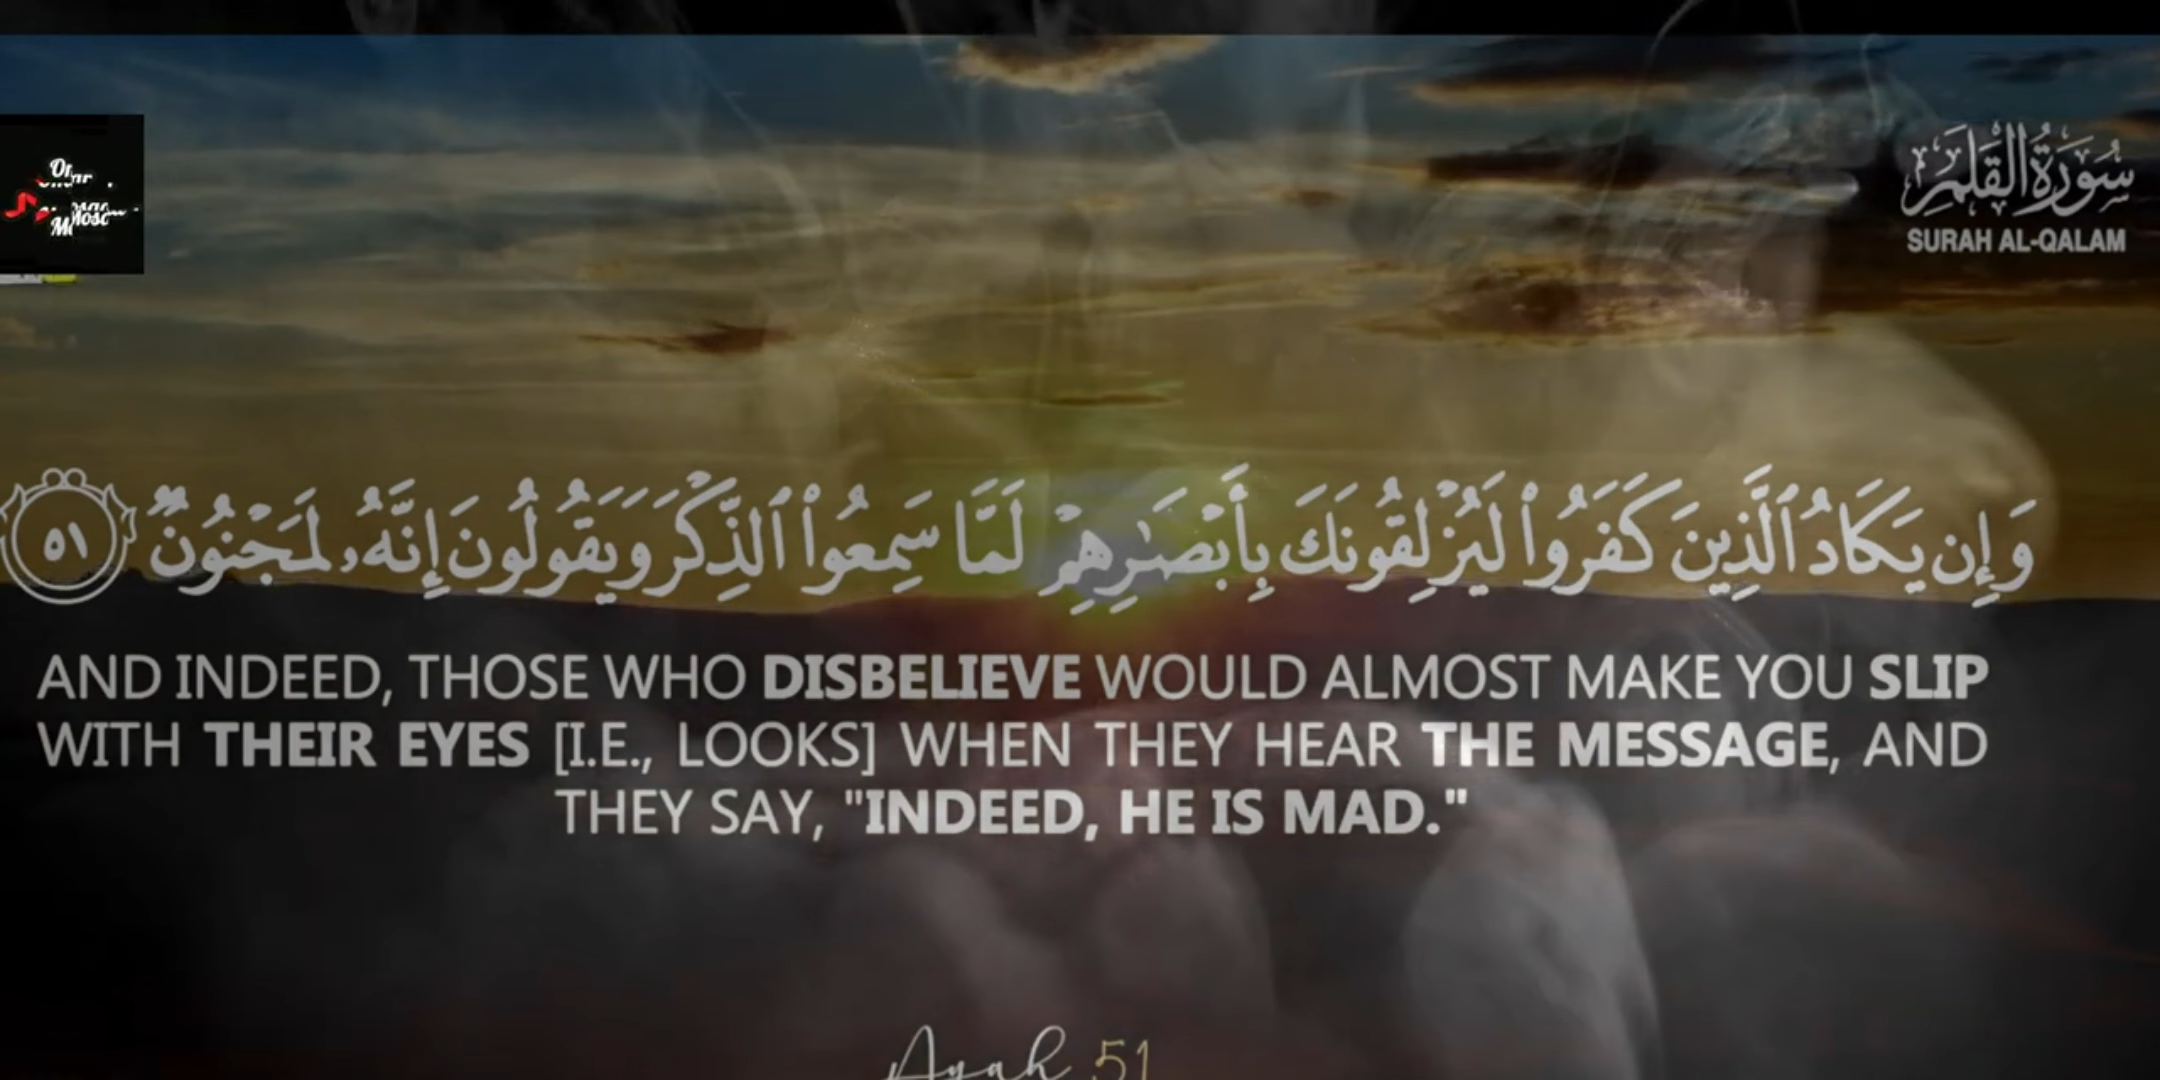 سُورَةُ القَلَمِ
SURAH AL-QALAM
وَإِن يَكَادُ ٱلَّذِينَ كَفَرُوا۟ لَيُزْلِقُونَكَ بِأَبْصَـٰرِهِمْ لَمَّا سَمِعُوا۟ ٱلذِّكْرَ وَيَقُولُونَ إِنَّهُۥ لَمَجْنُونٌ ٥١
AND INDEED, THOSE WHO DISBELIEVE WOULD ALMOST MAKE YOU SLIP
WITH THEIR EYES [I.E., LOOKS] WHEN THEY HEAR THE MESSAGE, AND
THEY SAY, "INDEED, HE IS MAD."
Ayah 51